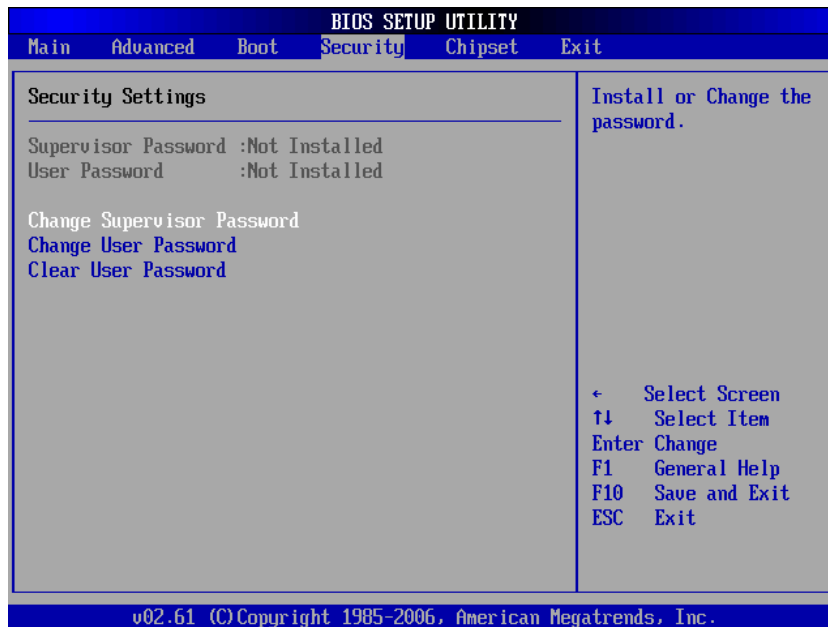 BIOS SETUP UTILITY
Main Advanced Boot Security Chipset Exit
Security Settings
Supervisor Password :Not Installed
User Password :Not Installed
Change Supervisor Password
Change User Password
Clear User Password
Install or Change the
password.
← Select Screen
↑↓ Select Item
Enter Change
F1 General Help
F10 Save and Exit
ESC Exit
v02.61 (C)Copyright 1985-2006, American Megatrends, Inc.